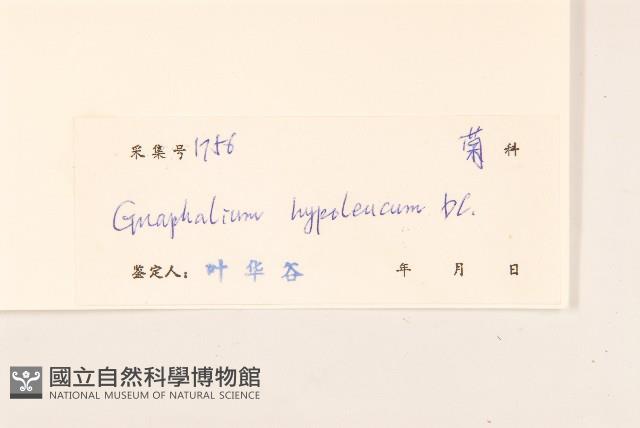 采集号 1756 菊 科
Gnaphalium hypoleucum DC.
鉴定人: 叶华谷 年 月 日
國立自然科學博物館
NATIONAL MUSEUM OF NATURAL SCIENCE